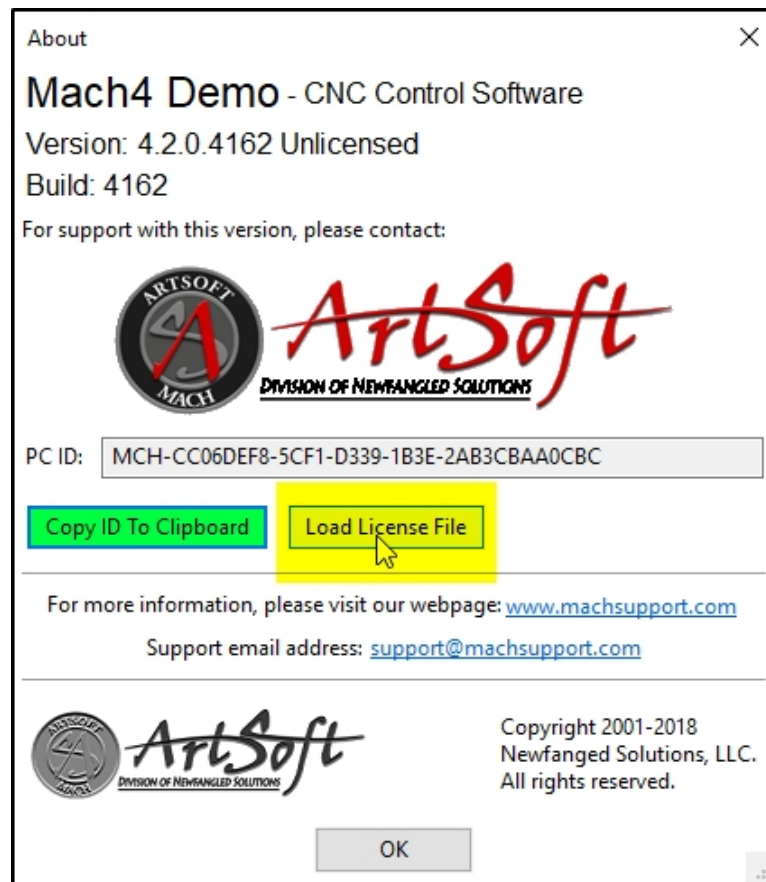 About
Mach4 Demo - CNC Control Software
Version: 4.2.0.4162 Unlicensed
Build: 4162
For support with this version, please contact:
ARTSOFT
MACH
ArtSoft
DIVISION OF NEWFANGLED SOLUTIONS
PC ID: MCH-CC06DEF8-5CF1-D339-1B3E-2AB3CBAA0CBC
Copy ID To Clipboard Load License File
For more information, please visit our webpage: www.machsupport.com
Support email address: support@machsupport.com
ARTSOFT
MACH
ArtSoft
DIVISION OF NEWFANGLED SOLUTIONS
Copyright 2001-2018
Newfanged Solutions, LLC.
All rights reserved.
OK